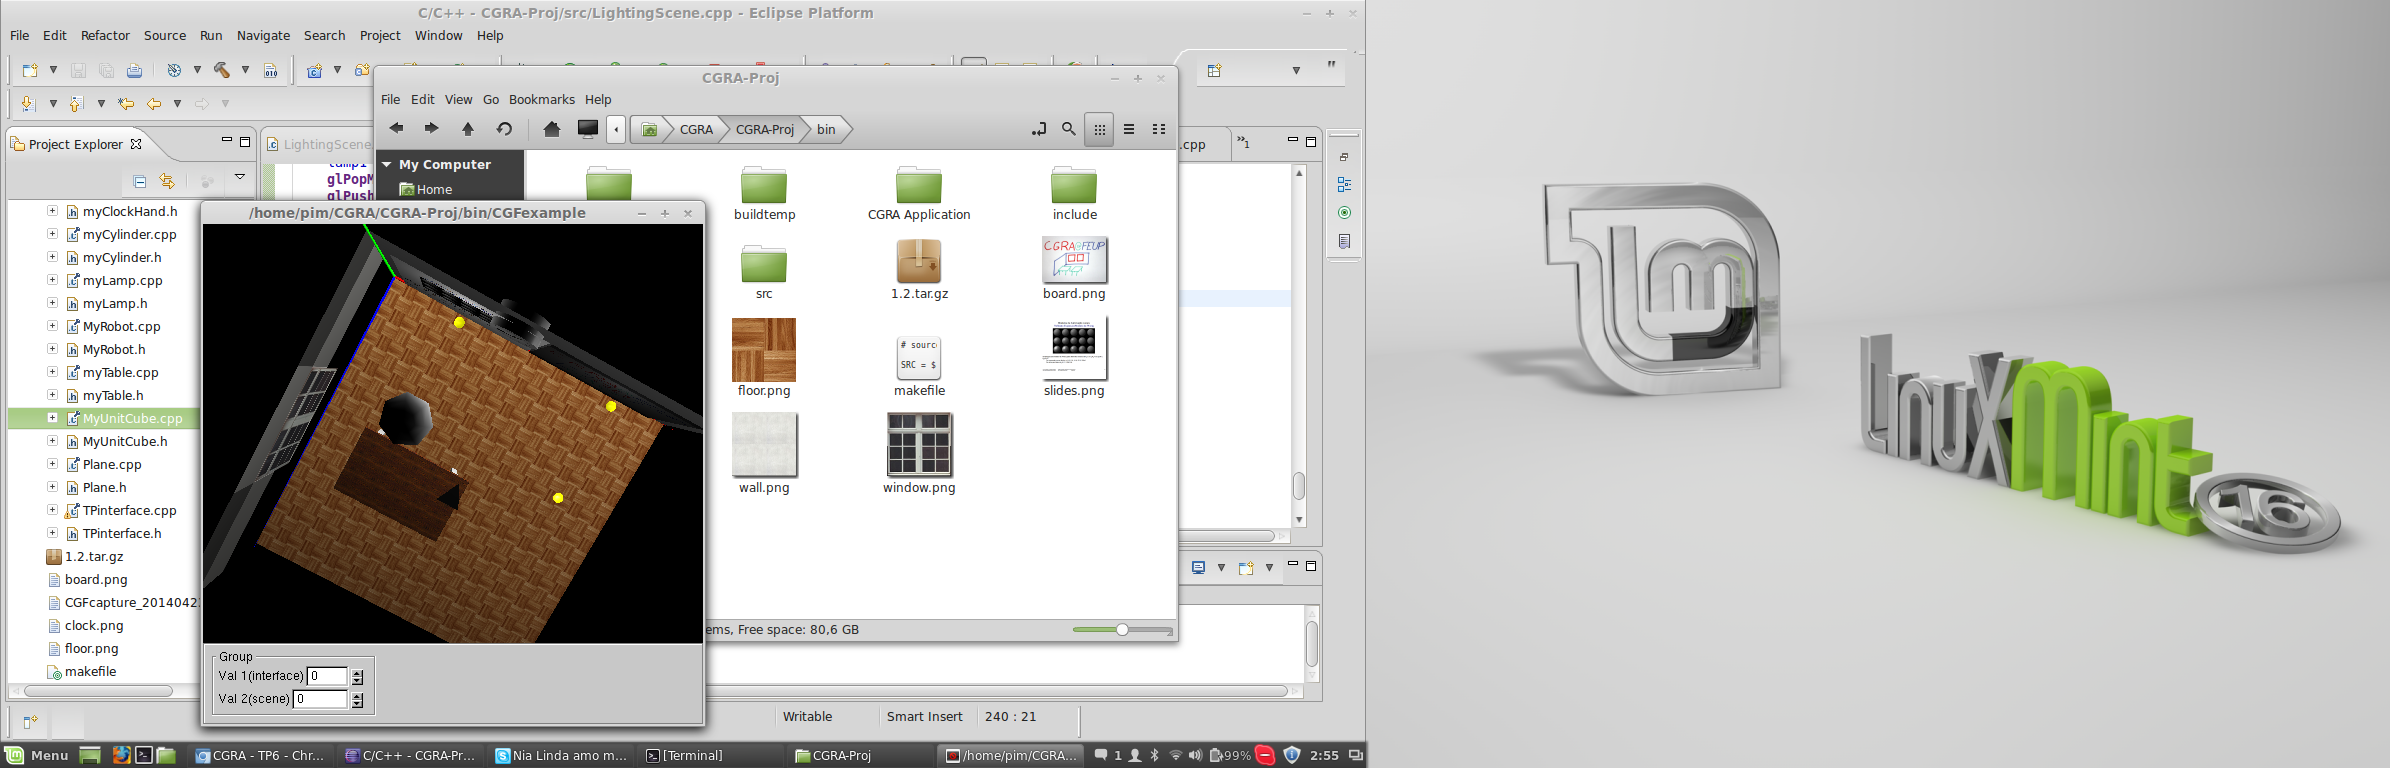 C/C++ - CGRA-Proj/src/LightingScene.cpp - Eclipse Platform
File Edit Refactor Source Run Navigate Search Project Window Help
Project Explorer
LightingScene
glPopM
glPush
.cpp
»1
myClockHand.h
myCylinder.cpp
myCylinder.h
myLamp.cpp
myLamp.h
MyRobot.cpp
MyRobot.h
myTable.cpp
myTable.h
MyUnitCube.cpp
MyUnitCube.h
Plane.cpp
Plane.h
TPinterface.cpp
TPinterface.h
1.2.tar.gz
board.png
CGFcapture_2014042
clock.png
floor.png
makefile
Writable
Smart Insert
240 : 21
CGRA-Proj
File Edit View Go Bookmarks Help
CGRA
CGRA-Proj
bin
My Computer
Home
buildtemp
CGRA Application
include
src
1.2.tar.gz
CGRA@FEUP
board.png
floor.png
# sourc
SRC = $
makefile
slides.png
wall.png
window.png
ems, Free space: 80,6 GB
/home/pim/CGRA/CGRA-Proj/bin/CGFexample
Group
Val 1(interface) 0
Val 2(scene) 0
Menu
CGRA - TP6 - Chr...
C/C++ - CGRA-Pr...
Nia Linda amo m...
[Terminal]
CGRA-Proj
/home/pim/CGRA...
1
99%
2:55
LinuxMint
16